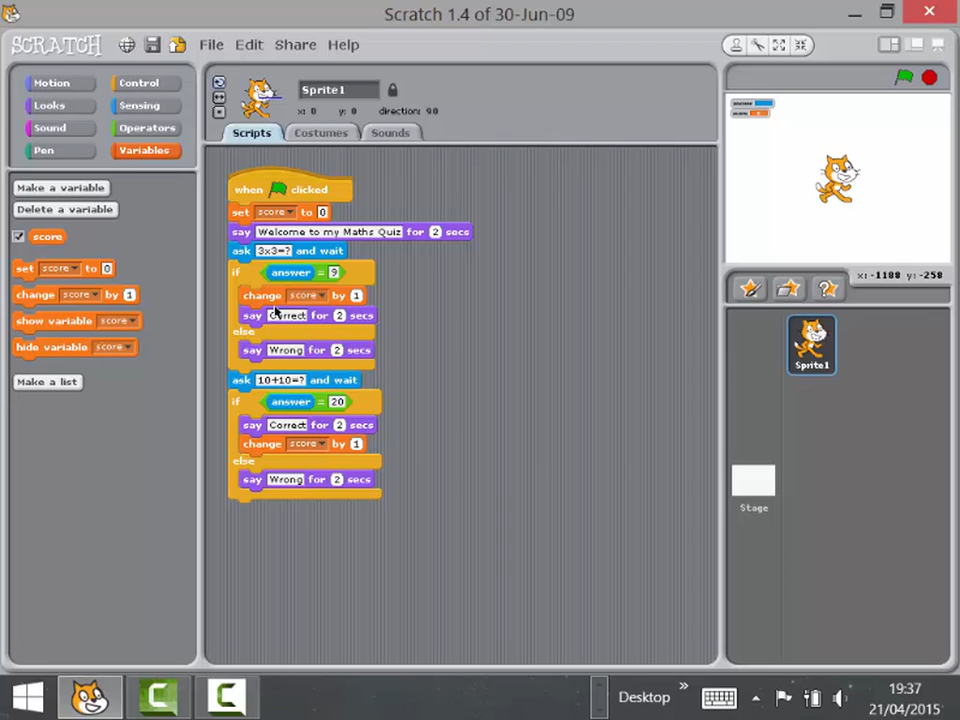 Scratch 1.4 of 30-Jun-09
SCRATCH File Edit Share Help
Motion Control
Looks Sensing
Sound Operators
Pen Variables
Make a variable
Delete a variable
score
set score to 0
change score by 1
show variable score
hide variable score
Make a list
Sprite1
x: 0 y: 0 direction: 90
Scripts Costumes Sounds
when clicked
set score to 0
say Welcome to my Maths Quiz for 2 secs
ask 3x3=? and wait
if answer = 9
change score by 1
say Correct for 2 secs
else
say Wrong for 2 secs
ask 10+10=? and wait
if answer = 20
say Correct for 2 secs
change score by 1
else
say Wrong for 2 secs
x: -1188 y: -258
Sprite1
Stage
Desktop
19:37
21/04/2015